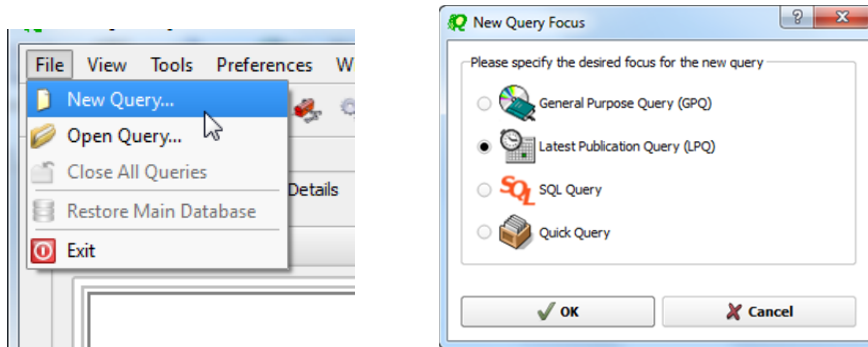 File View Tools Preferences W
New Query...
Open Query...
Close All Queries
Details
Restore Main Database
Exit
New Query Focus
Please specify the desired focus for the new query
General Purpose Query (GPQ)
Latest Publication Query (LPQ)
SQL SQL Query
Quick Query
OK Cancel